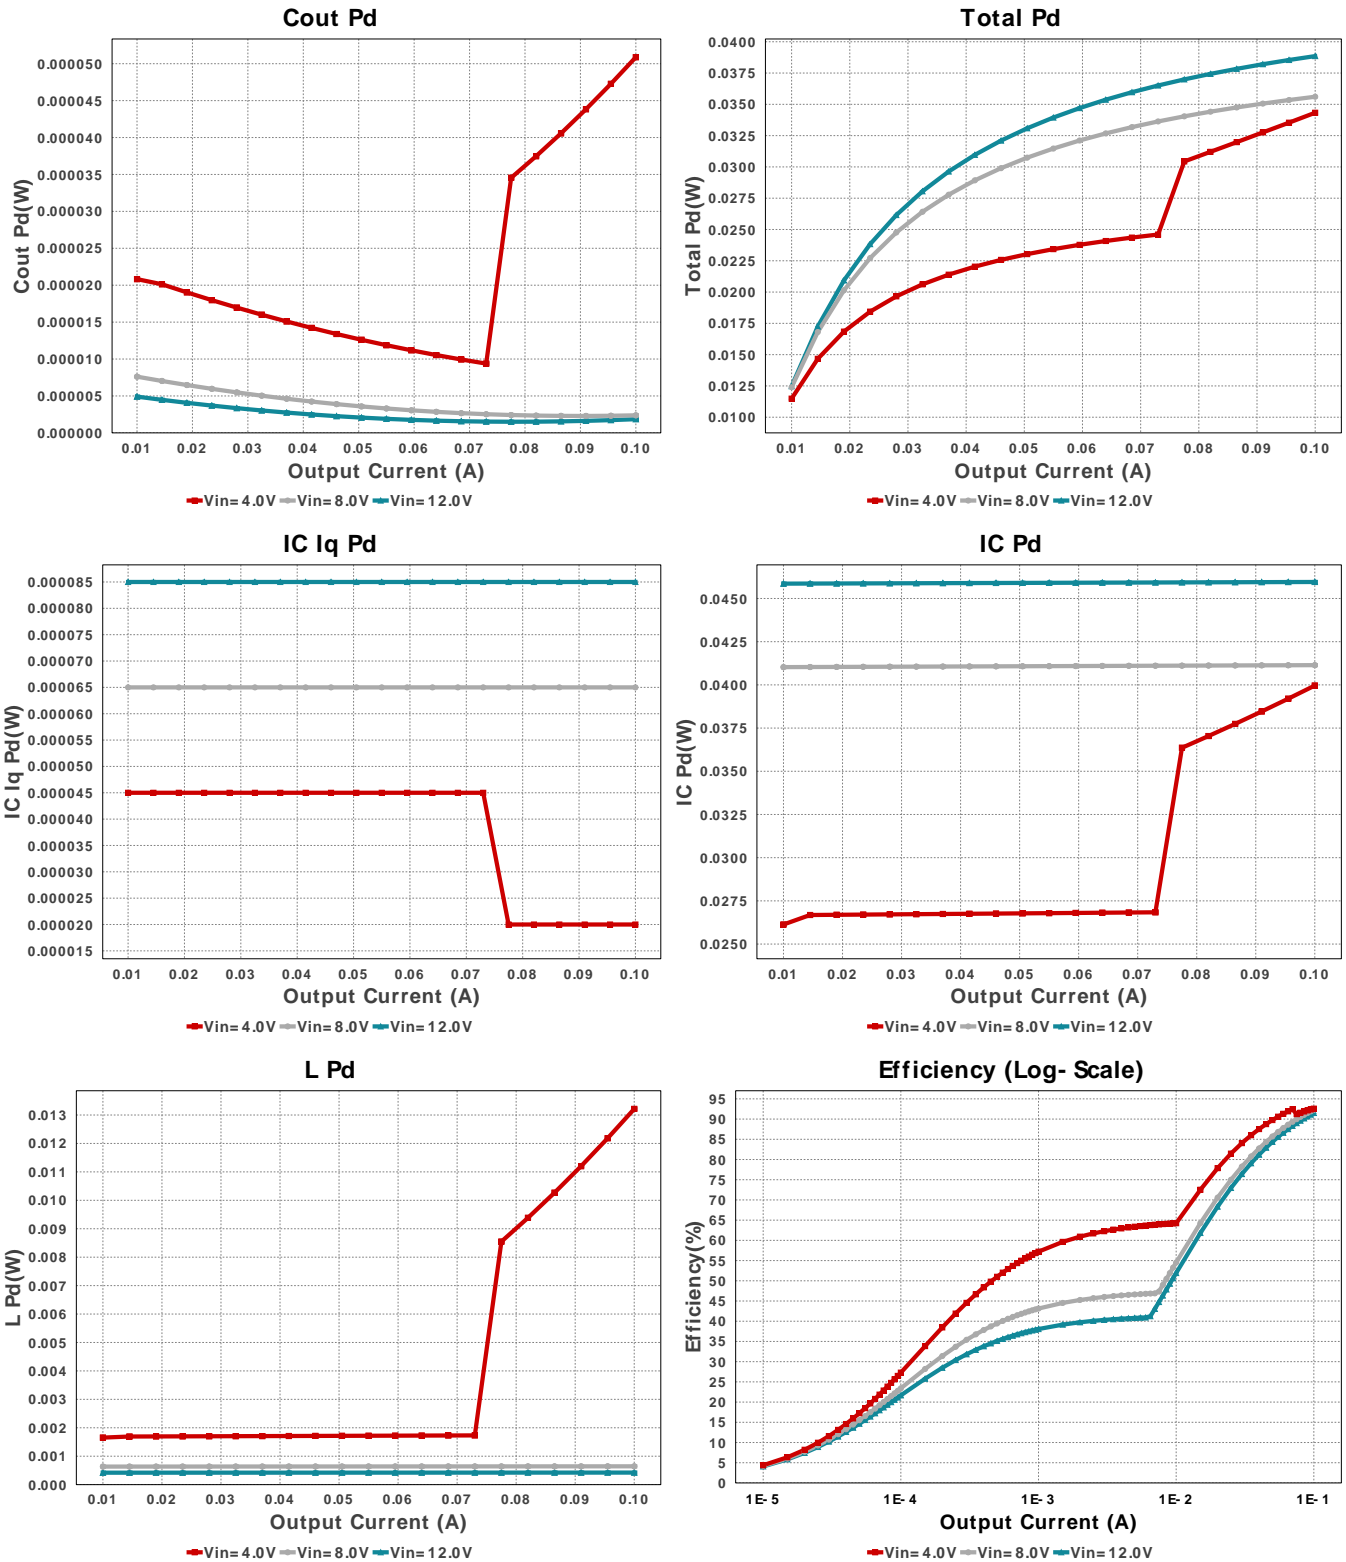 Cout Pd
0.000050
0.000045
0.000040
0.000035
0.000030
0.000025
0.000020
0.000015
0.000010
0.000005
0.000000
Cout Pd(W)
0.01 0.02 0.03 0.04 0.05 0.06 0.07 0.08 0.09 0.10
Output Current (A)
Vin= 4.0V Vin= 8.0V Vin= 12.0V
Total Pd
0.0400
0.0375
0.0350
0.0325
0.0300
0.0275
0.0250
0.0225
0.0200
0.0175
0.0150
0.0125
0.0100
Total Pd(W)
0.01 0.02 0.03 0.04 0.05 0.06 0.07 0.08 0.09 0.10
Output Current (A)
Vin= 4.0V Vin= 8.0V Vin= 12.0V
IC Iq Pd
0.000085
0.000080
0.000075
0.000070
0.000065
0.000060
0.000055
0.000050
0.000045
0.000040
0.000035
0.000030
0.000025
0.000020
0.000015
IC Iq Pd(W)
0.01 0.02 0.03 0.04 0.05 0.06 0.07 0.08 0.09 0.10
Output Current (A)
Vin= 4.0V Vin= 8.0V Vin= 12.0V
IC Pd
0.0450
0.0425
0.0400
0.0375
0.0350
0.0325
0.0300
0.0275
0.0250
IC Pd(W)
0.01 0.02 0.03 0.04 0.05 0.06 0.07 0.08 0.09 0.10
Output Current (A)
Vin= 4.0V Vin= 8.0V Vin= 12.0V
L Pd
0.013
0.012
0.011
0.010
0.009
0.008
0.007
0.006
0.005
0.004
0.003
0.002
0.001
0.000
L Pd(W)
0.01 0.02 0.03 0.04 0.05 0.06 0.07 0.08 0.09 0.10
Output Current (A)
Vin= 4.0V Vin= 8.0V Vin= 12.0V
Efficiency (Log- Scale)
95
90
85
80
75
70
65
60
55
50
45
40
35
30
25
20
15
10
5
0
Efficiency(%)
1E- 5 1E- 4 1E- 3 1E- 2 1E- 1
Output Current (A)
Vin= 4.0V Vin= 8.0V Vin= 12.0V